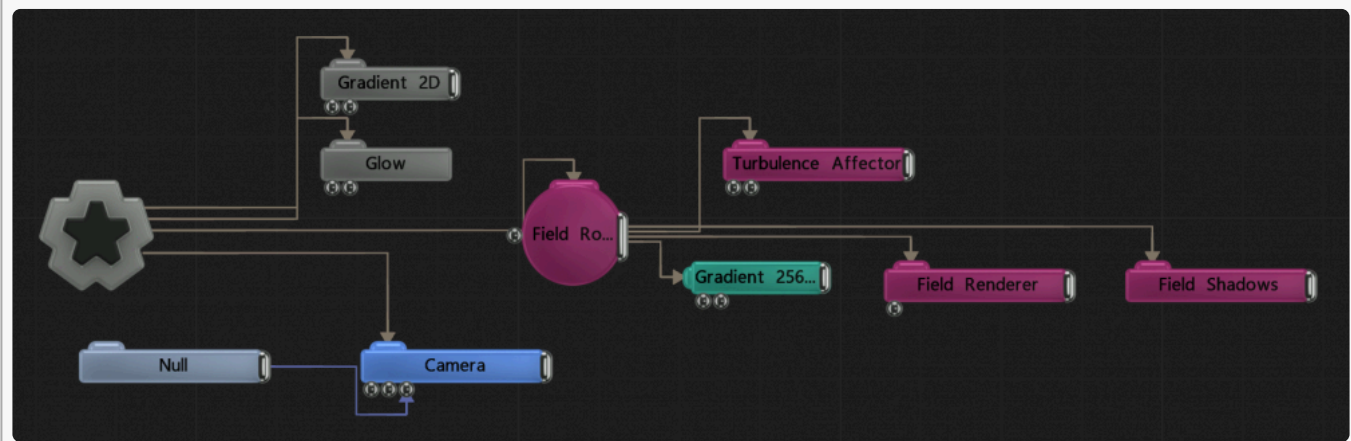 Gradient 2D
Glow
Turbulence Affector
Field Ro...
Gradient 256...
Field Renderer
Field Shadows
Null
Camera